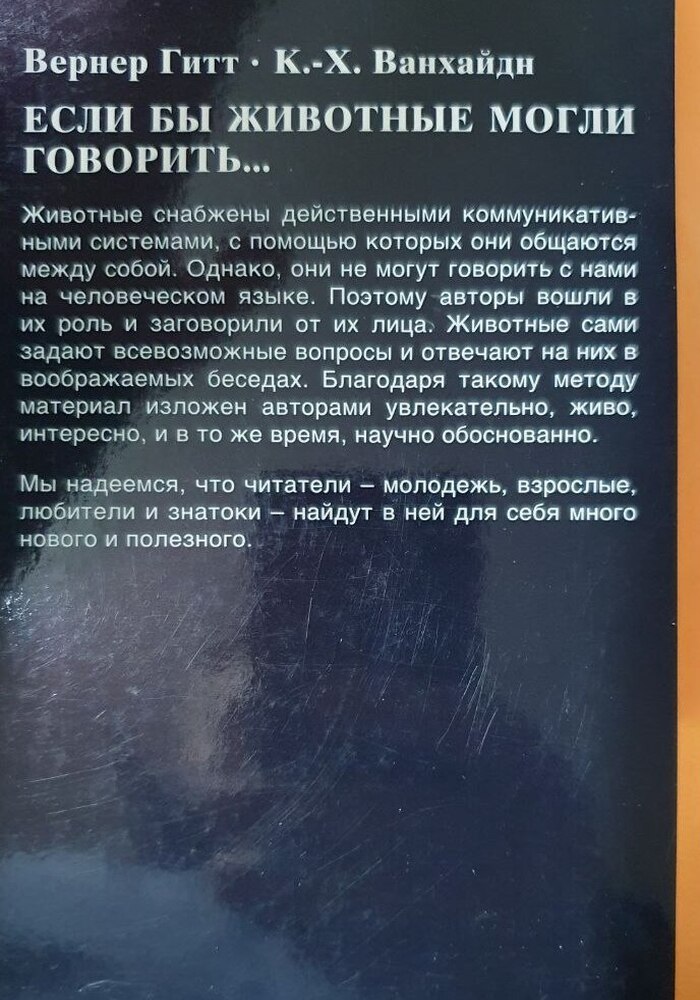 Вернер Гитт · К.-Х. Ванхайдн
ЕСЛИ БЫ ЖИВОТНЫЕ МОГЛИ
ГОВОРИТЬ...
Животные снабжены действенными коммуникатив-
ными системами, с помощью которых они общаются
между собой. Однако, они не могут говорить с нами
на человеческом языке. Поэтому авторы вошли в
их роль и заговорили от их лица. Животные сами
задают всевозможные вопросы и отвечают на них в
воображаемых беседах. Благодаря такому методу
материал изложен авторами увлекательно, живо,
интересно, и в то же время, научно обоснованно.
Мы надеемся, что читатели – молодежь, взрослые,
любители и знатоки – найдут в ней для себя много
нового и полезного.